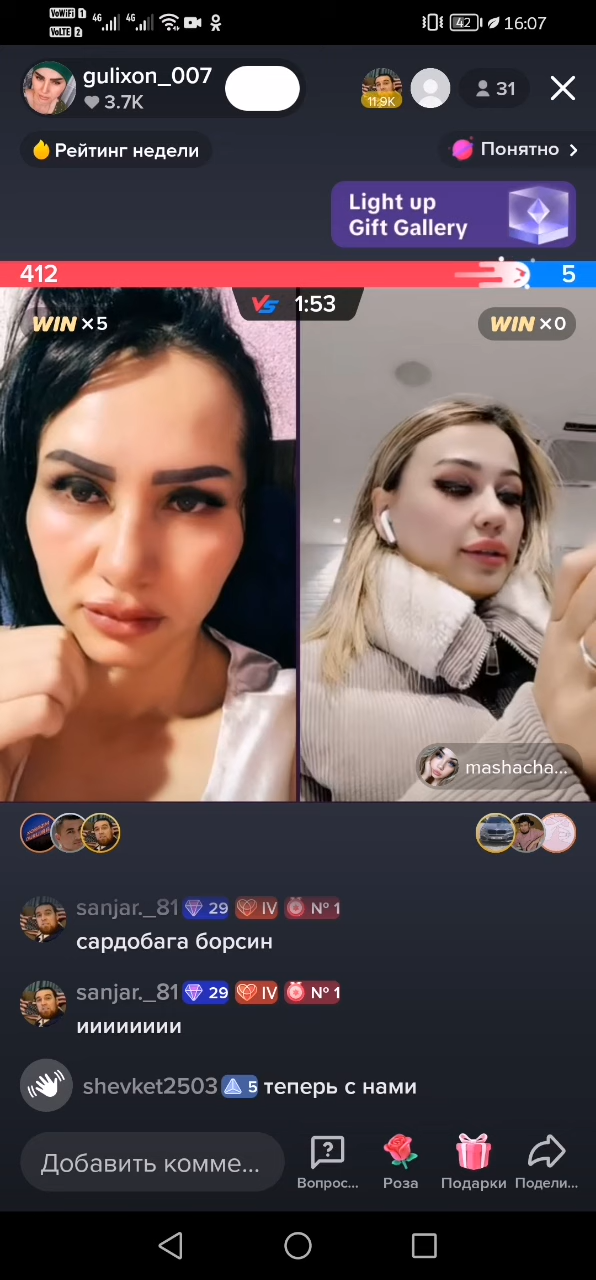 VoWiFi 1
VoLTE 2
4G
4G
42
16:07
gulixon_007
3.7K
11.9K
31
Рейтинг недели
Понятно
Light up
Gift Gallery
412
5
VS 1:53
WIN ×5
WIN ×0
mashacha...
sanjar._81 29 IV № 1
сардобага борсин
sanjar._81 29 IV № 1
ииииииии
shevket2503 5 теперь с нами
Добавить комме...
Вопрос...
Роза
Подарки
Подели...